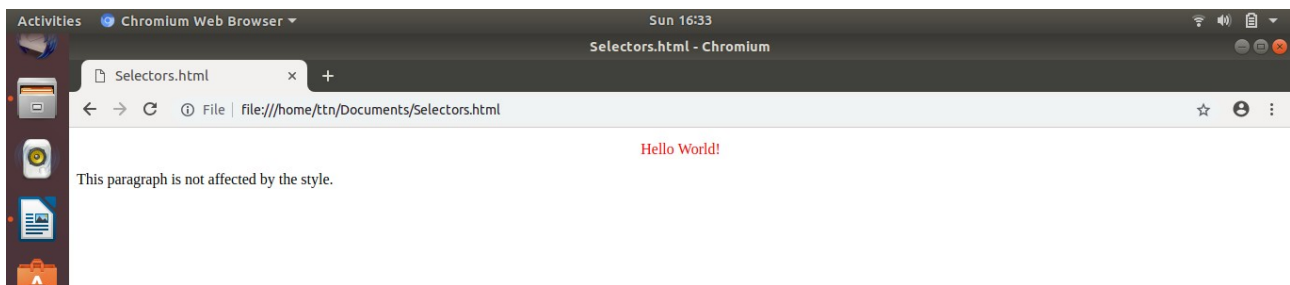 Activities Chromium Web Browser Sun 16:33
Selectors.html - Chromium
Selectors.html
File file:///home/ttn/Documents/Selectors.html
Hello World!
This paragraph is not affected by the style.